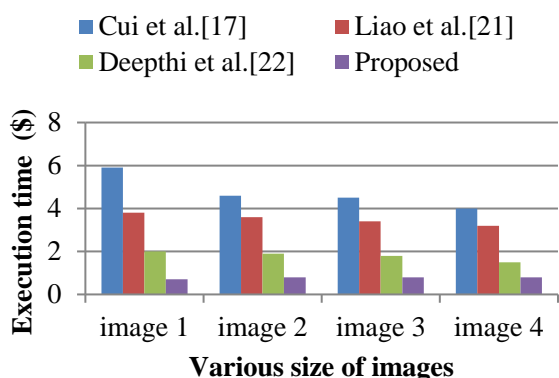 Cui et al.[17] Liao et al.[21]
Deepthi et al.[22] Proposed
Execution time ($)
8
6
4
2
0
image 1 image 2 image 3 image 4
Various size of images